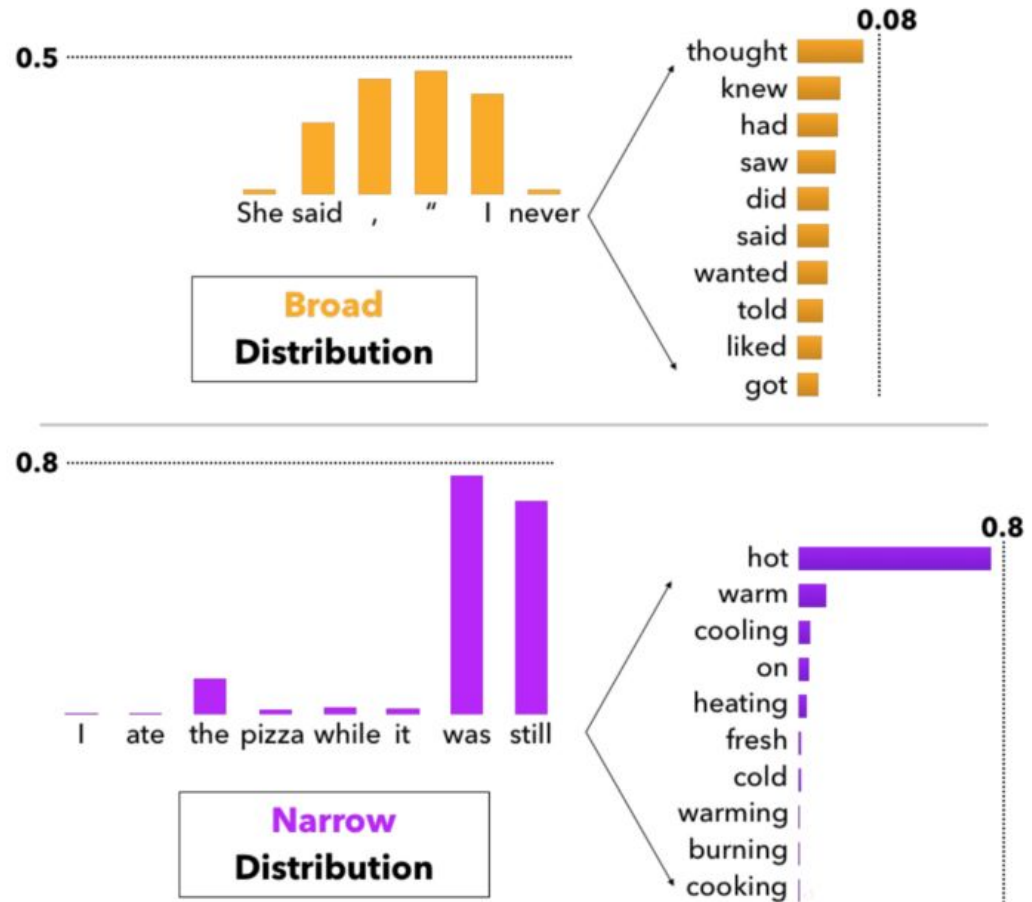 0.5
She said , “ I never
Broad
Distribution
0.08
thought
knew
had
saw
did
said
wanted
told
liked
got
0.8
I ate the pizza while it was still
Narrow
Distribution
0.8
hot
warm
cooling
on
heating
fresh
cold
warming
burning
cooking